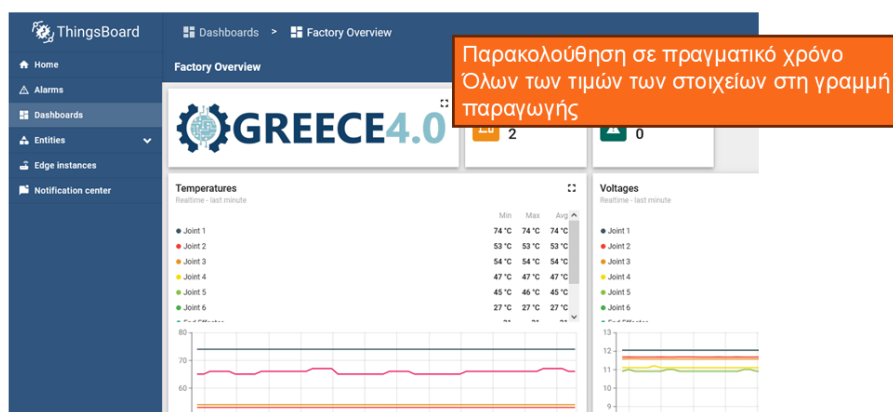 ThingsBoard
Dashboards > Factory Overview
Παρακολούθηση σε πραγματικό χρόνο
Όλων των τιμών των στοιχείων στη γραμμή
παραγωγής
Home
Alarms
Dashboards
Entities
Edge instances
Notification center
Factory Overview
GREECE4.0
2
0
Temperatures
Realtime - last minute
Min Max Avg
Joint 1 74 °C 74 °C 74 °C
Joint 2 53 °C 53 °C 53 °C
Joint 3 54 °C 54 °C 54 °C
Joint 4 47 °C 47 °C 47 °C
Joint 5 45 °C 46 °C 45 °C
Joint 6 27 °C 27 °C 27 °C
80
70
60
Voltages
Realtime - last minute
Joint 1
Joint 2
Joint 3
Joint 4
Joint 5
Joint 6
13
12
11
10
9